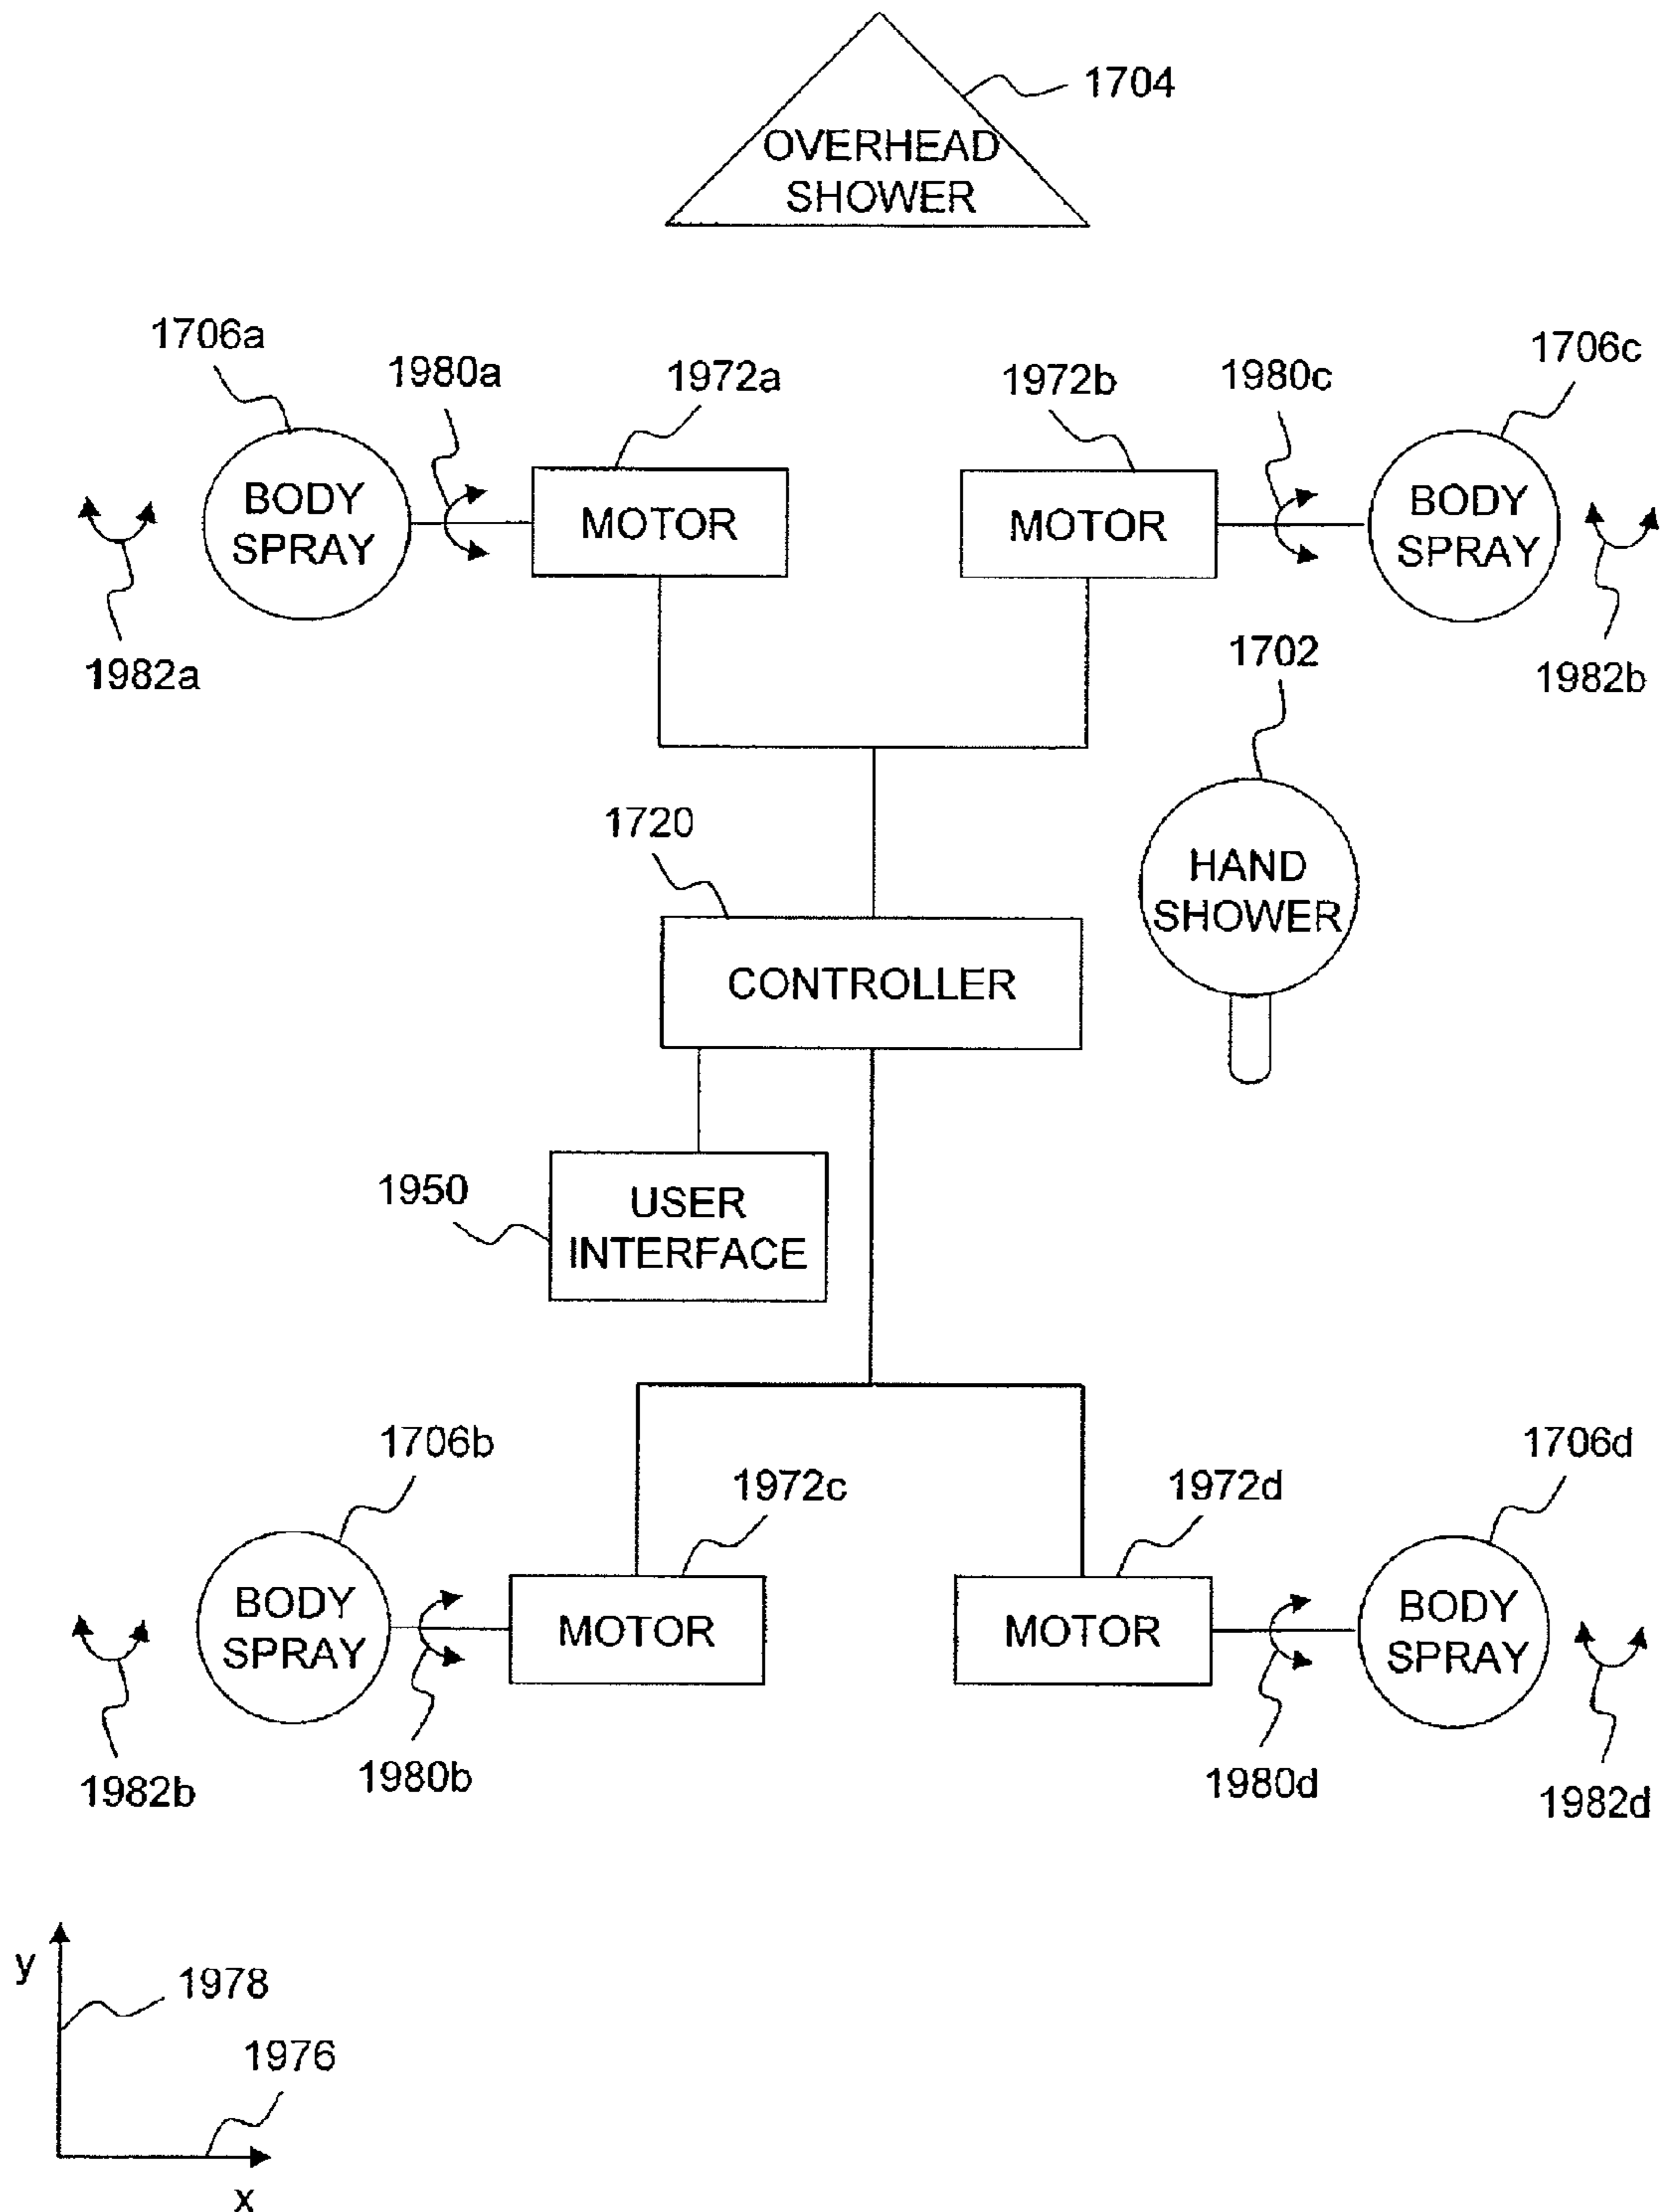 1704
OVERHEAD
SHOWER
1706a
1980a
1972a
1972b
1980c
1706c
BODY
SPRAY
MOTOR
MOTOR
BODY
SPRAY
1982a
1702
1982b
1720
HAND
SHOWER
CONTROLLER
1950
USER
INTERFACE
1706b
1972c
1972d
1706d
BODY
SPRAY
MOTOR
MOTOR
BODY
SPRAY
1982b
1980b
1980d
1982d
y
1978
1976
x